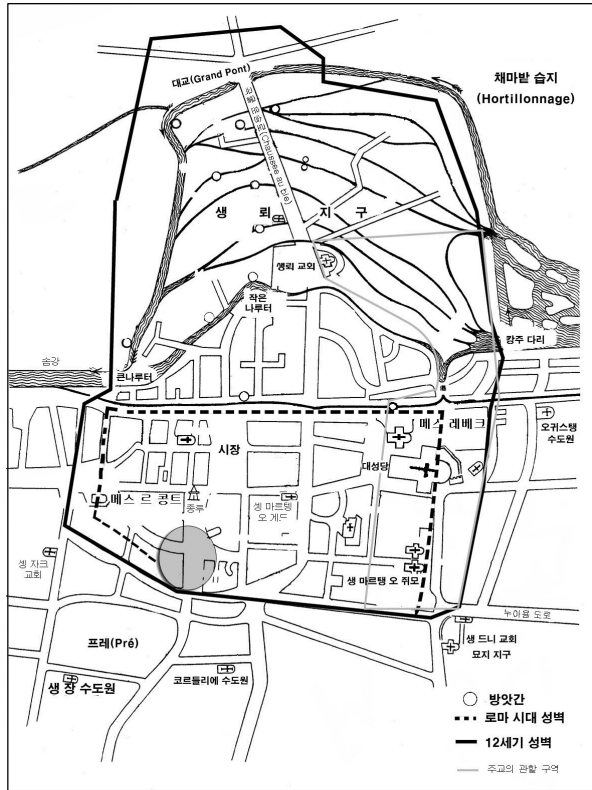 대교(Grand Pont)
채마밭 습지
(Hortillonnage)
(Chaussee au ble)
생 뢰 지 구
생뢰 교회
작은
나루터
캉주 다리
솜강
큰나루터
메스 레베크
오귀스탱
수도원
시장
대성당
메스 르 콩트
종루
생 마르탱
오 게드
생 자크
교회
생 마르탱 오 쥐모
누아용 도로
프레(Pré)
생 드니 교회
묘지 지구
생 장 수도원
코르들리에 수도원
방앗간
로마 시대 성벽
12세기 성벽
주교의 관할 구역